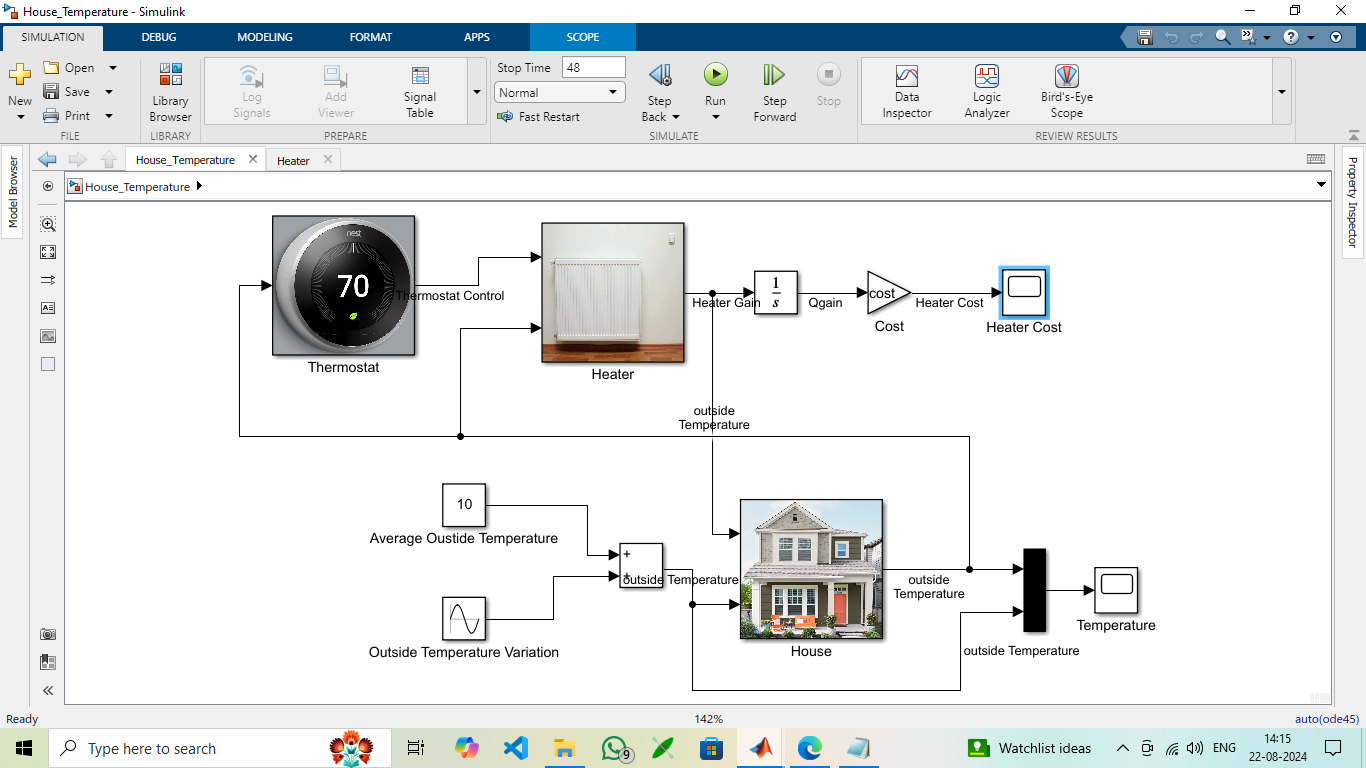 House_Temperature - Simulink
SIMULATION DEBUG MODELING FORMAT APPS SCOPE
New
Open
Save
Print
FILE
Library
Browser
LIBRARY
Log
Signals
Add
Viewer
Signal
Table
PREPARE
Stop Time 48
Normal
Fast Restart
Step
Back
Run
Step
Forward
Stop
SIMULATE
Data
Inspector
Logic
Analyzer
Bird's-Eye
Scope
REVIEW RESULTS
Model Browser
House_Temperature
Heater
Property Inspector
House_Temperature
nest
70
Thermostat
Thermostat Control
Heater
Heater Gain
1
s
Qgain
cost
Cost
Heater Cost
Heater Cost
outside
Temperature
10
Average Oustide Temperature
Outside Temperature Variation
+
+
outside Temperature
House
outside
Temperature
outside Temperature
Temperature
Ready
142%
auto(ode45)
Type here to search
9
Watchlist ideas
ENG
14:15
22-08-2024